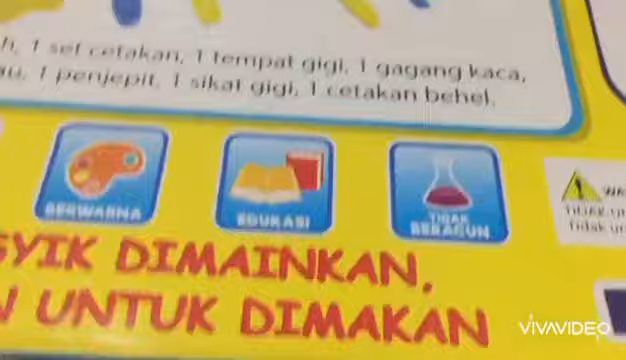 1 set cetakan, 1 tempat gigi, 1 gagang kaca,
1 penjepit, 1 sikat gigi, 1 cetakan behel.
BERWARNA
EDUKASI
TIDAK
BERACUN
SYIK DIMAINKAN,
N UNTUK DIMAKAN
VIVAVIDEO